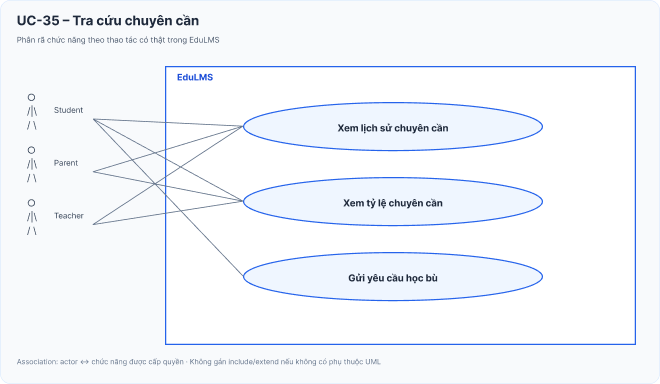 UC-35 – Tra cứu chuyên cần
Phân rã chức năng theo thao tác có thật trong EduLMS
EduLMS
Student
Xem lịch sử chuyên cần
Parent
Xem tỷ lệ chuyên cần
Teacher
Gửi yêu cầu học bù
Association: actor ↔ chức năng được cấp quyền · Không gán include/extend nếu không có phụ thuộc UML